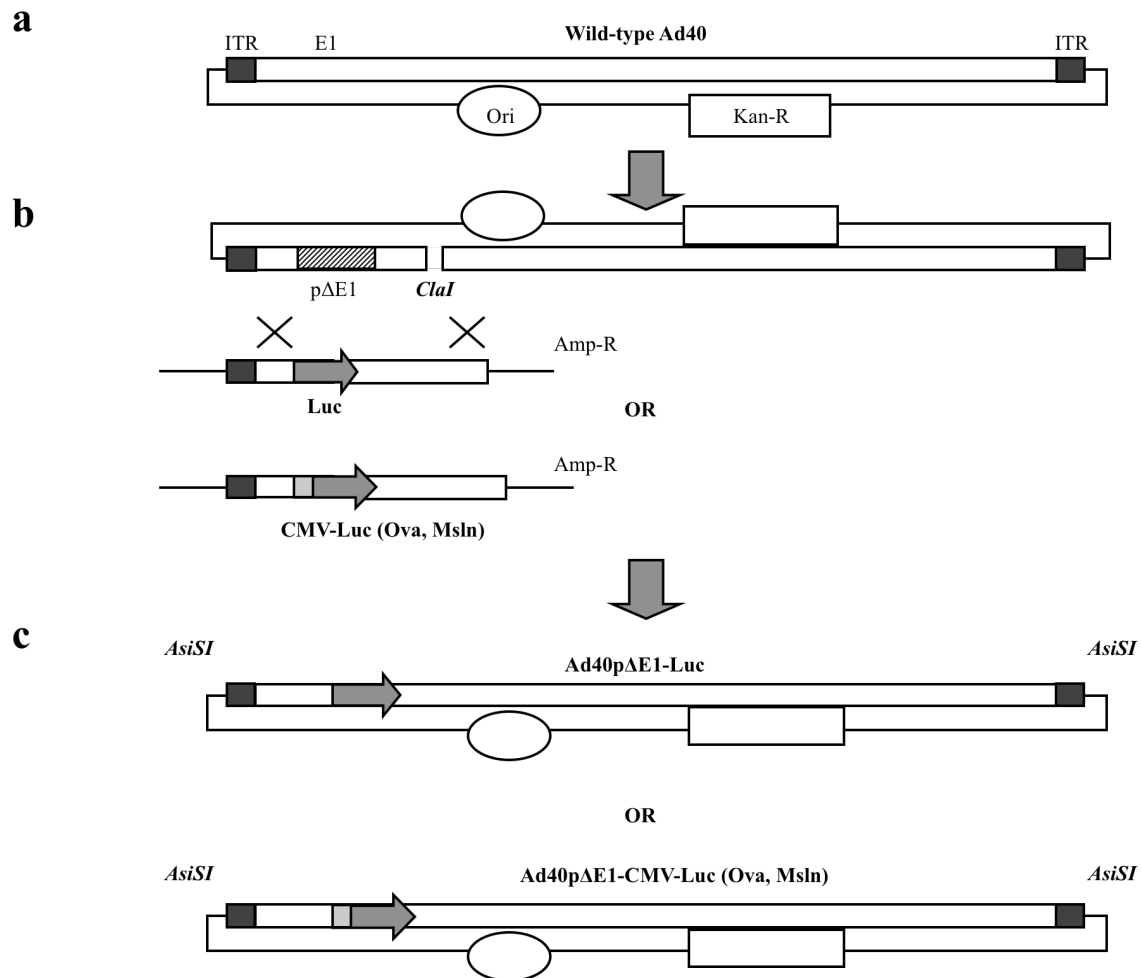 a
Wild-type Ad40
ITR E1 ITR
Ori Kan-R
b
pΔE1 ClaI
Amp-R
Luc OR
Amp-R
CMV-Luc (Ova, Msln)
c
AsiSI AsiSI
Ad40pΔE1-Luc
OR
AsiSI Ad40pΔE1-CMV-Luc (Ova, Msln) AsiSI